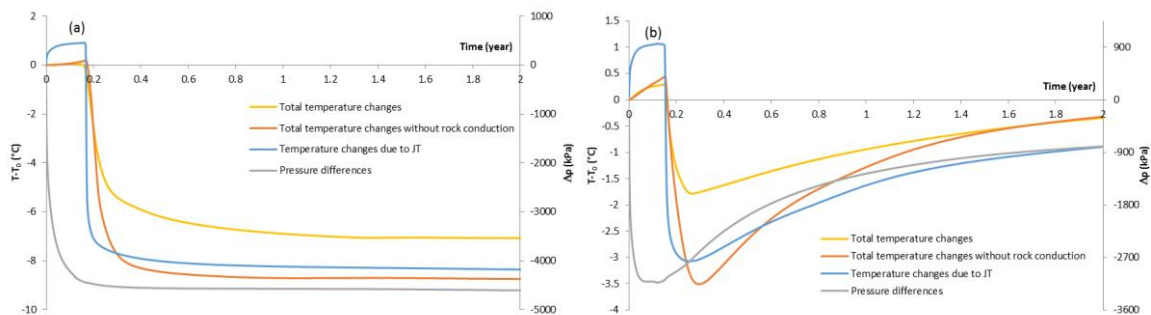 (a)
2
0
-2
-4
-6
-8
-10
T-T₀ (°C)
0 0.2 0.4 0.6 0.8 1 1.2 1.4 1.6 1.8 2
Time (year)
1000
0
-1000
-2000
-3000
-4000
-5000
Δp (kPa)
Total temperature changes
Total temperature changes without rock conduction
Temperature changes due to JT
Pressure differences
(b)
1.5
1
0.5
0
-0.5
-1
-1.5
-2
-2.5
-3
-3.5
-4
T-T₀ (°C)
0 0.2 0.4 0.6 0.8 1 1.2 1.4 1.6 1.8 2
Time (year)
900
0
-900
-1800
-2700
-3600
Δp (kPa)
Total temperature changes
Total temperature changes without rock conduction
Temperature changes due to JT
Pressure differences